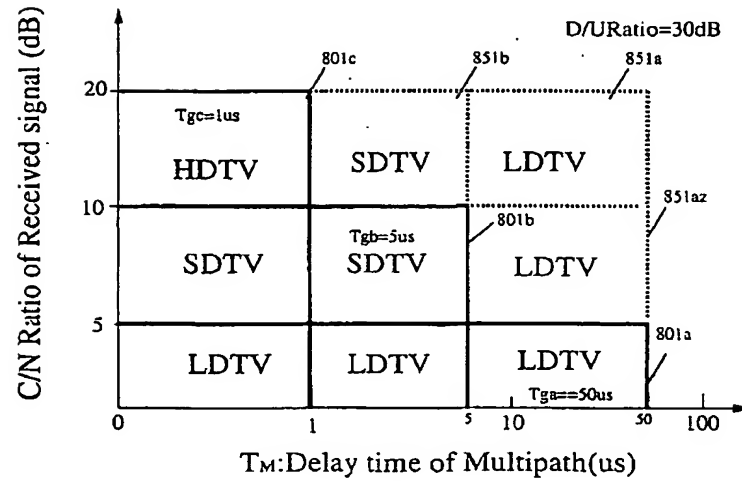 D/URatio=30dB
801c
851b
851a
20
Tgc=1us
HDTV
SDTV
LDTV
851az
10
801b
Tgb=5us
SDTV
SDTV
LDTV
5
801a
LDTV
LDTV
LDTV
Tga==50us
0
1
5
10
50
100
TM:Delay time of Multipath(us)
C/N Ratio of Received signal (dB)